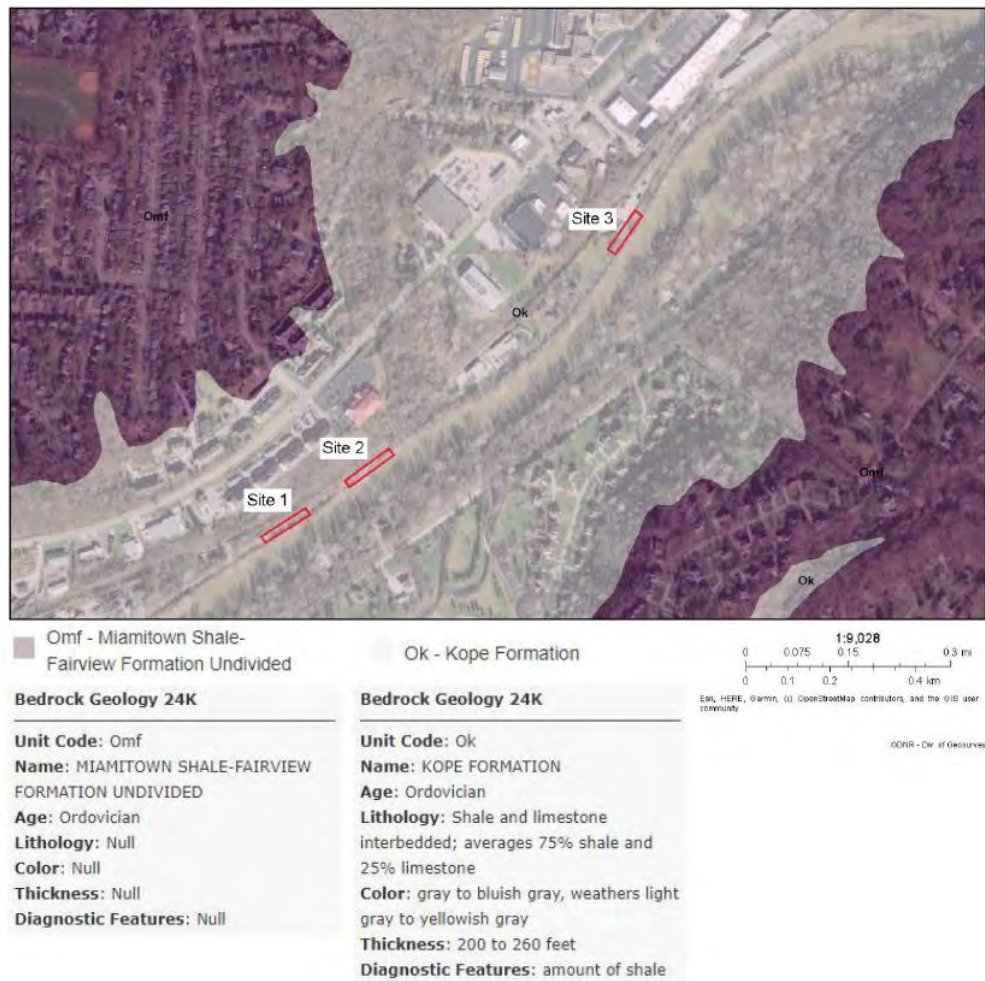 Omf
Site 3
Ok
Site 2
Omf
Site 1
Ok
Omf - Miamitown Shale-
Fairview Formation Undivided
Ok - Kope Formation
1:9,028
0 0.075 0.15 0.3 mi
0 0.1 0.2 0.4 km
Esri, HERE, Garmin, (c) OpenStreetMap contributors, and the GIS user
community
ODNR - Div. of Geosurvey
Bedrock Geology 24K
Unit Code: Omf
Name: MIAMITOWN SHALE-FAIRVIEW
FORMATION UNDIVIDED
Age: Ordovician
Lithology: Null
Color: Null
Thickness: Null
Diagnostic Features: Null
Bedrock Geology 24K
Unit Code: Ok
Name: KOPE FORMATION
Age: Ordovician
Lithology: Shale and limestone
interbedded; averages 75% shale and
25% limestone
Color: gray to bluish gray, weathers light
gray to yellowish gray
Thickness: 200 to 260 feet
Diagnostic Features: amount of shale